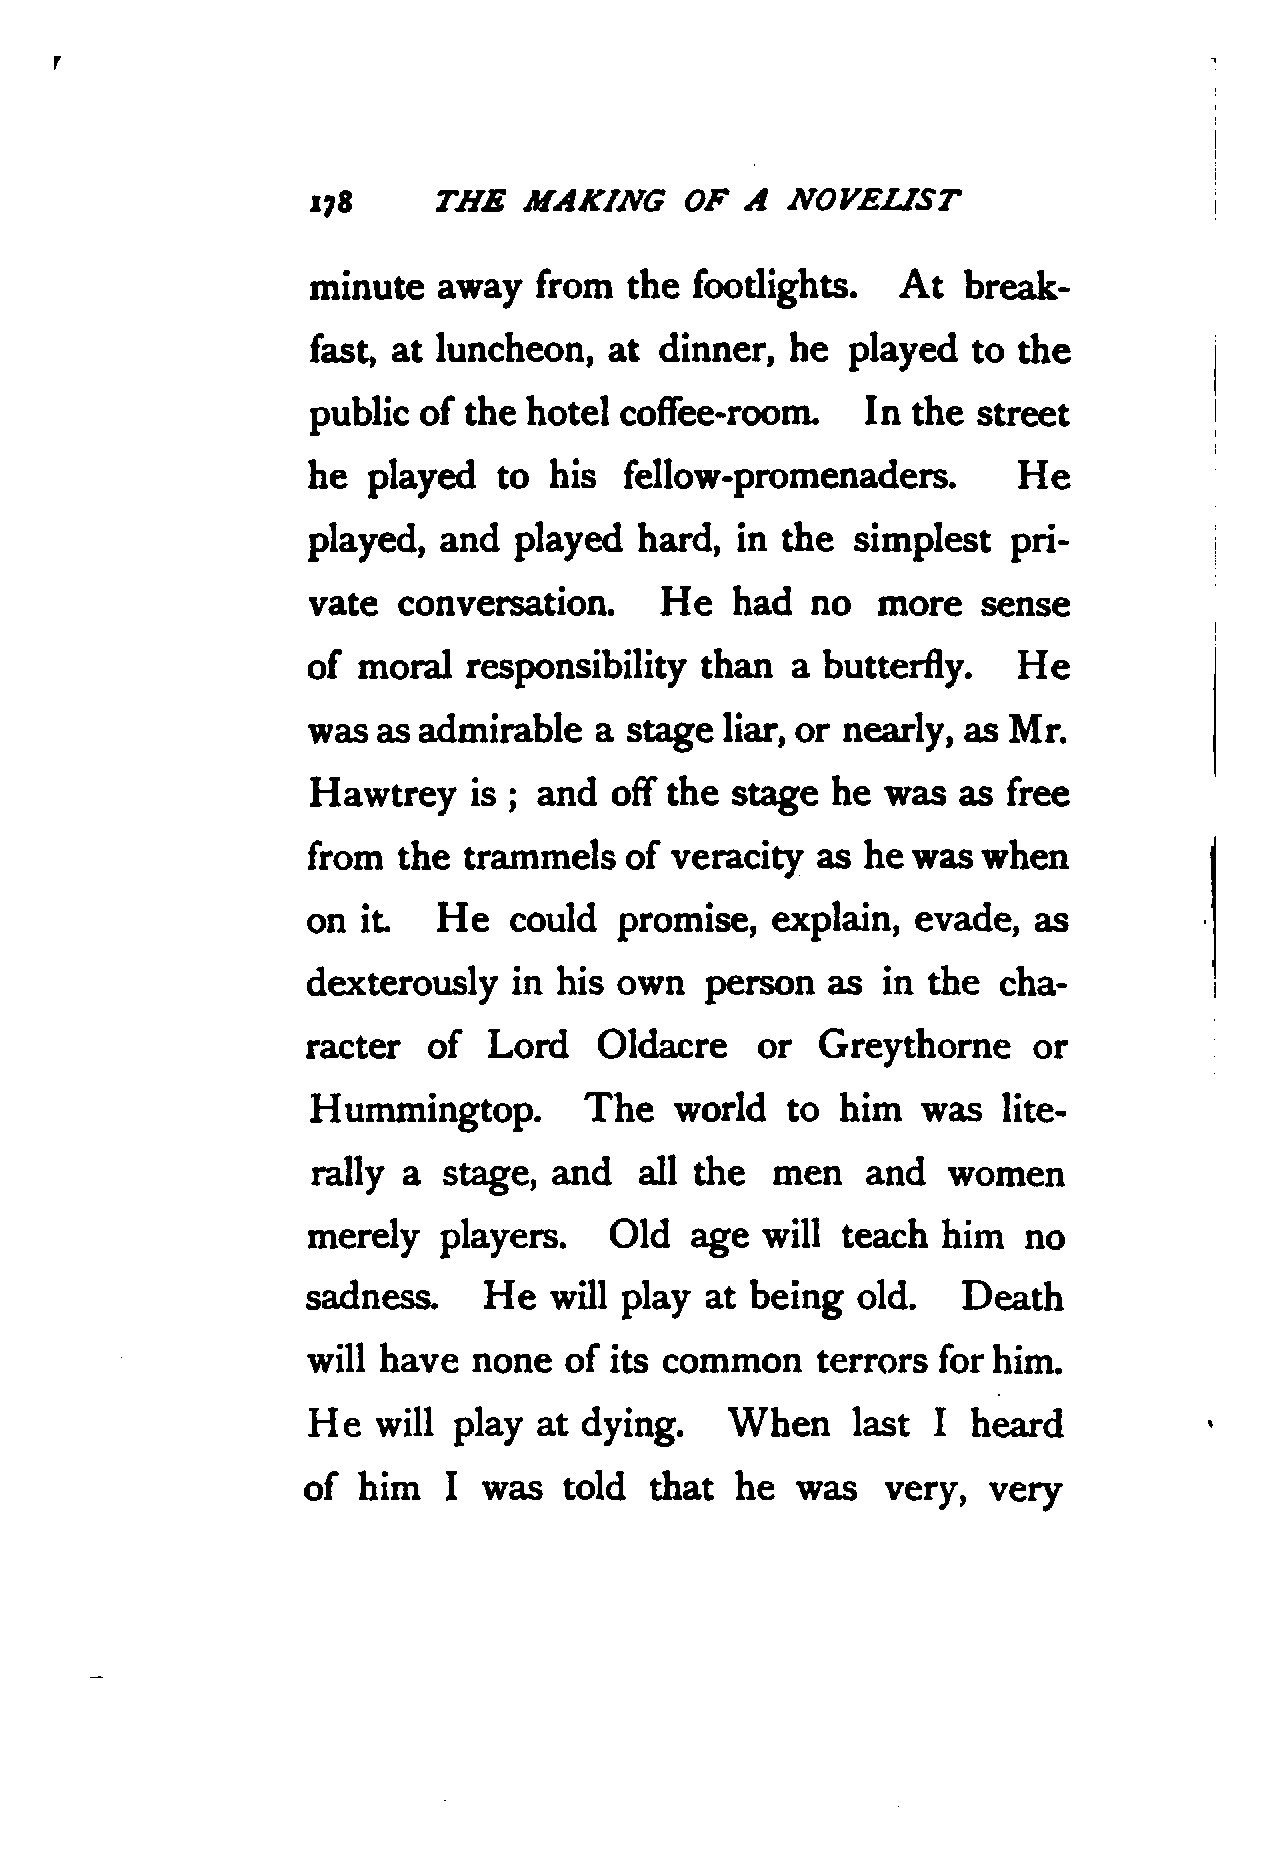 178 THE MAKING OF A NOVELIST
minute away from the footlights. At break-
fast, at luncheon, at dinner, he played to the
public of the hotel coffee-room. In the street
he played to his fellow-promenaders. He
played, and played hard, in the simplest pri-
vate conversation. He had no more sense
of moral responsibility than a butterfly. He
was as admirable a stage liar, or nearly, as Mr.
Hawtrey is ; and off the stage he was as free
from the trammels of veracity as he was when
on it. He could promise, explain, evade, as
dexterously in his own person as in the cha-
racter of Lord Oldacre or Greythorne or
Hummingtop. The world to him was lite-
rally a stage, and all the men and women
merely players. Old age will teach him no
sadness. He will play at being old. Death
will have none of its common terrors for him.
He will play at dying. When last I heard
of him I was told that he was very, very